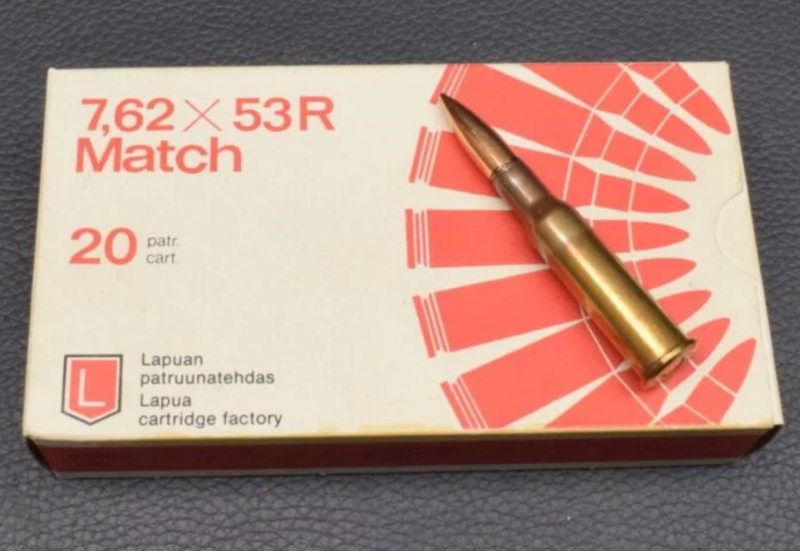 7,62 × 53R
Match
20 patr.
cart.
L
Lapuan
patruunatehdas
Lapua
cartridge factory